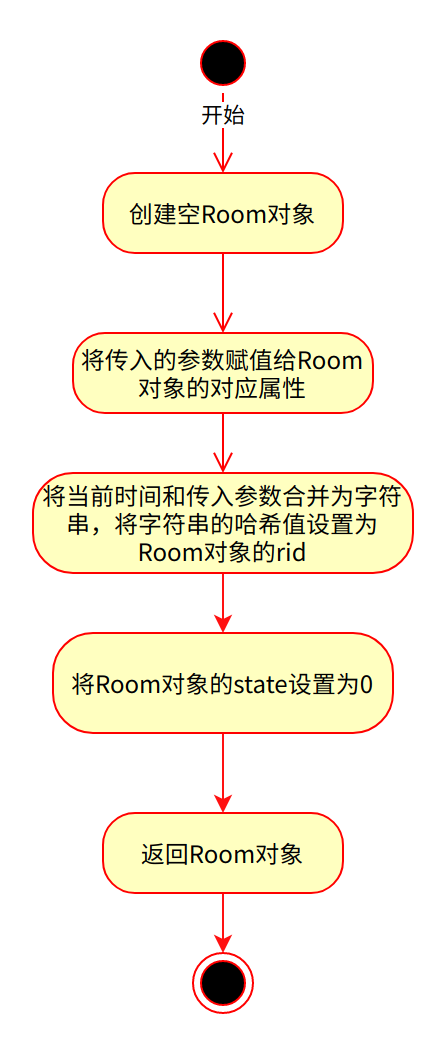 开始
创建空Room对象
将传入的参数赋值给Room
对象的对应属性
将当前时间和传入参数合并为字符
串，将字符串的哈希值设置为
Room对象的rid
将Room对象的state设置为0
返回Room对象